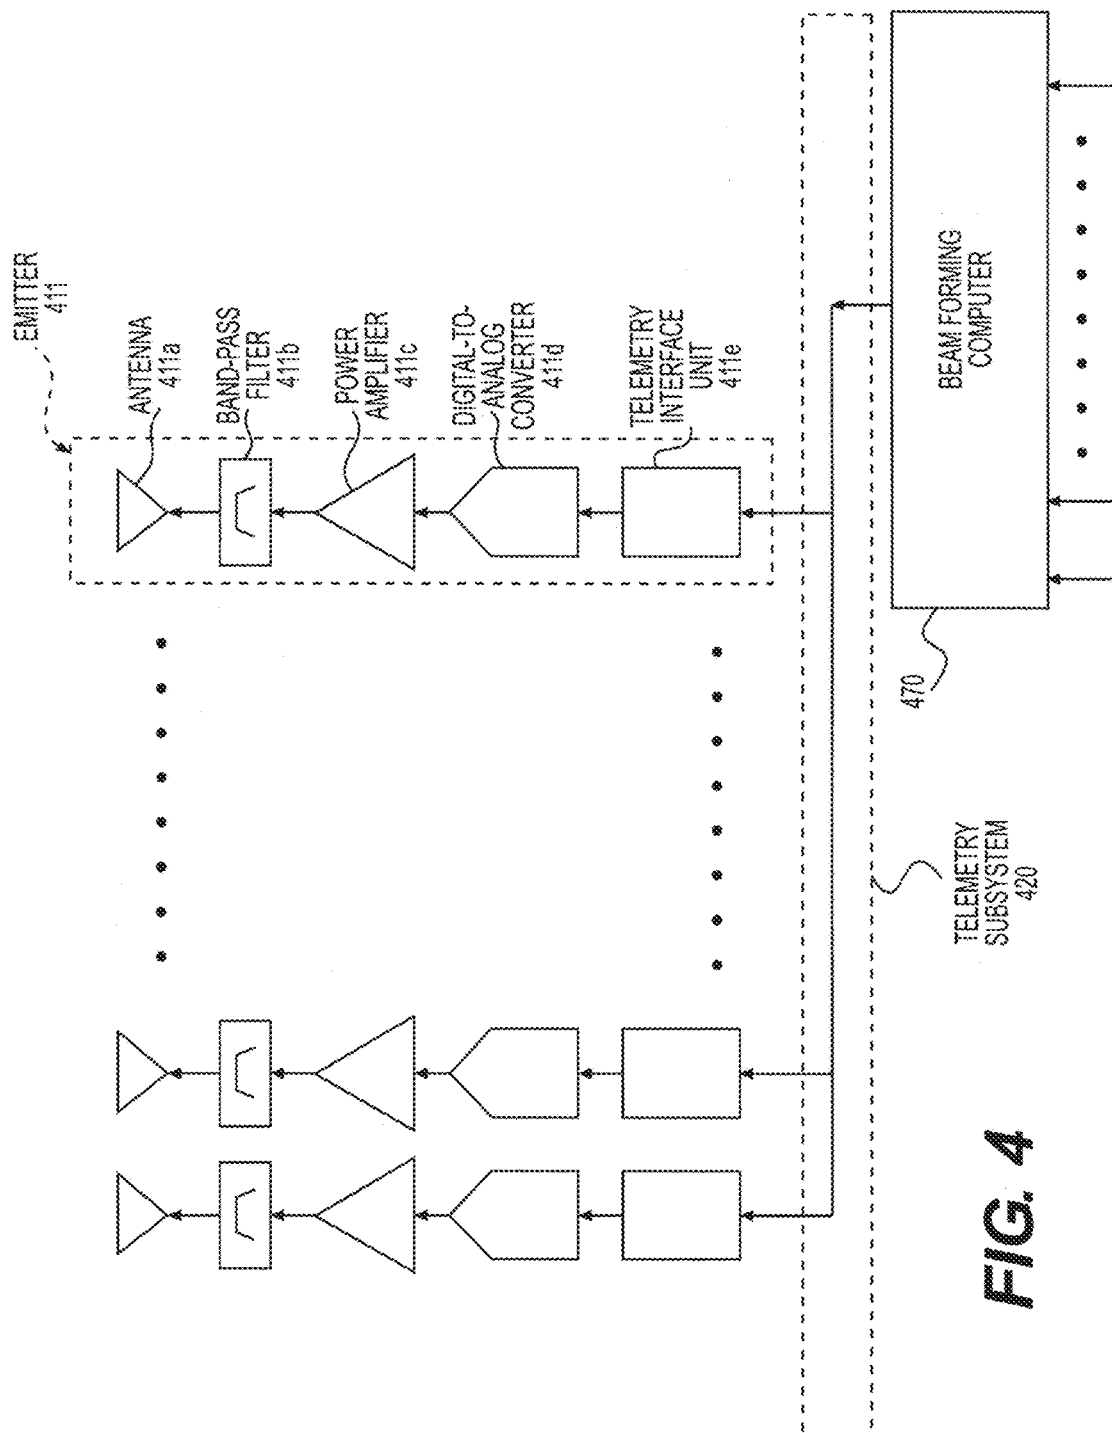 EMITTER
411
ANTENNA
411a
BAND-PASS
FILTER
411b
POWER
AMPLIFIER
411c
DIGITAL-TO-
ANALOG
CONVERTER
411d
TELEMETRY
INTERFACE
UNIT
411e
BEAM FORMING
COMPUTER
470
TELEMETRY
SUBSYSTEM
420
FIG. 4